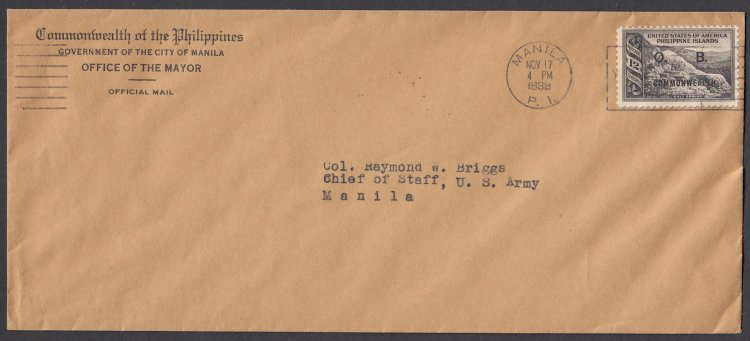 Commonwealth of the Philippines
GOVERNMENT OF THE CITY OF MANILA
OFFICE OF THE MAYOR
OFFICIAL MAIL
MANILA
NOV 17
4 PM
1938
P. I.
UNITED STATES OF AMERICA
PHILIPPINE ISLANDS
O. B.
COMMONWEALTH
Col. Raymond W. Briggs
Chief of Staff, U. S. Army
Manila